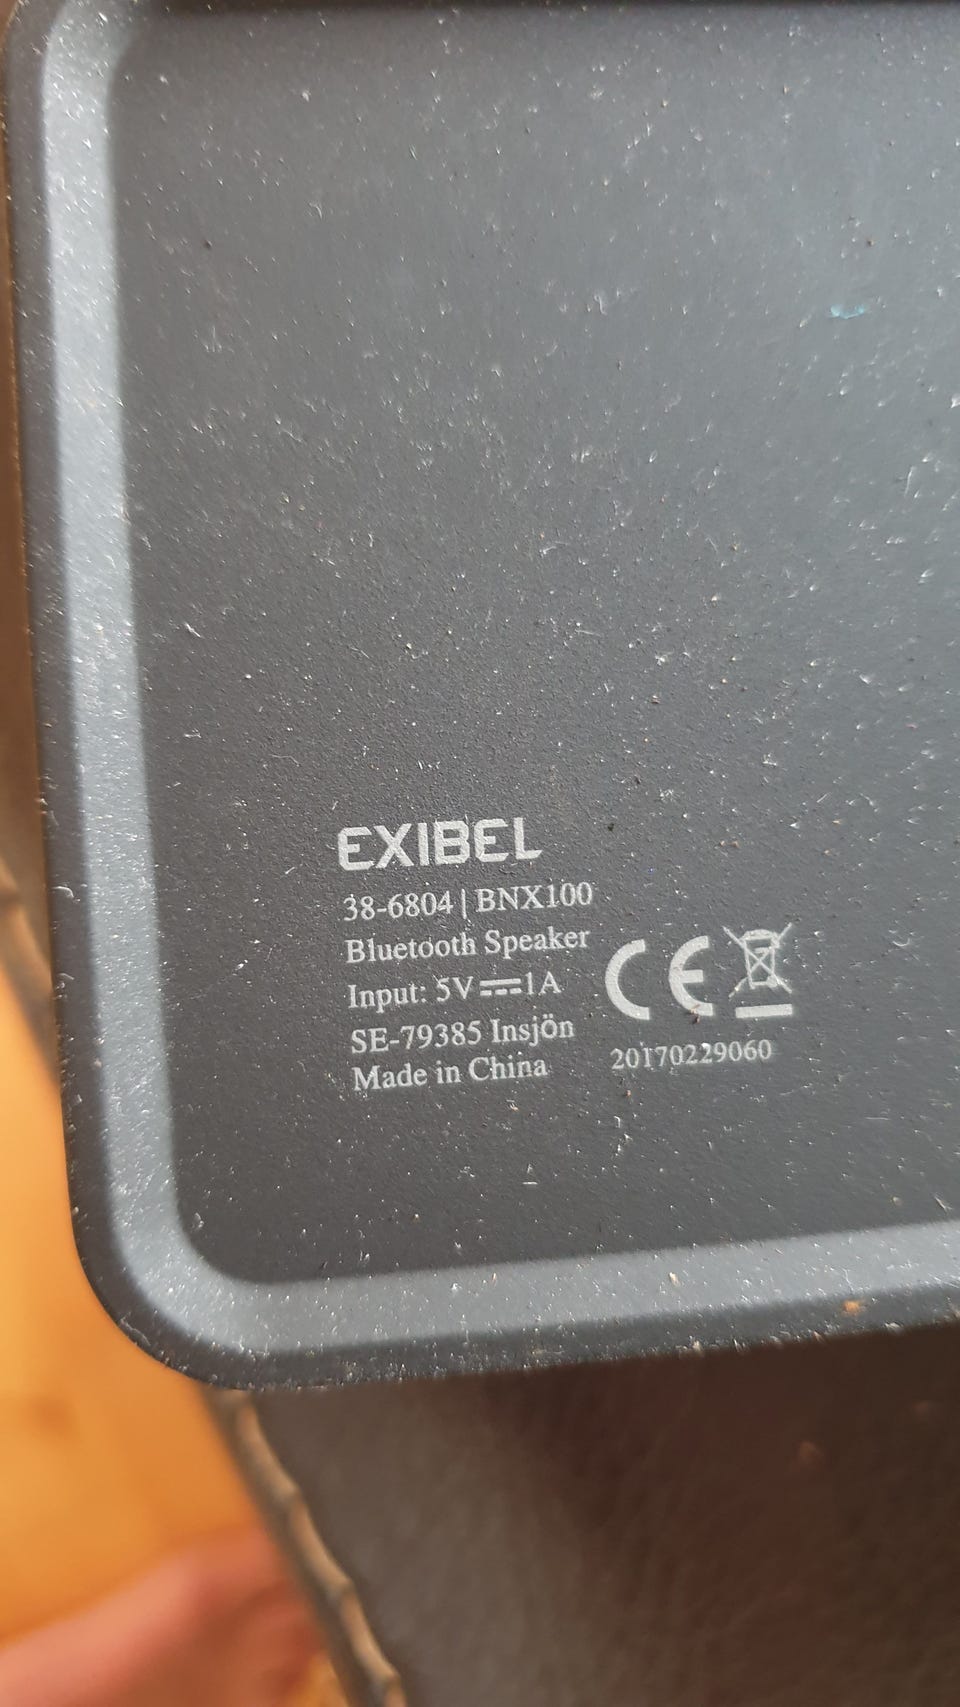 EXIBEL
38-6804 | BNX100
Bluetooth Speaker
Input: 5V⎓1A
SE-79385 Insjön
Made in China
CE
20170229060